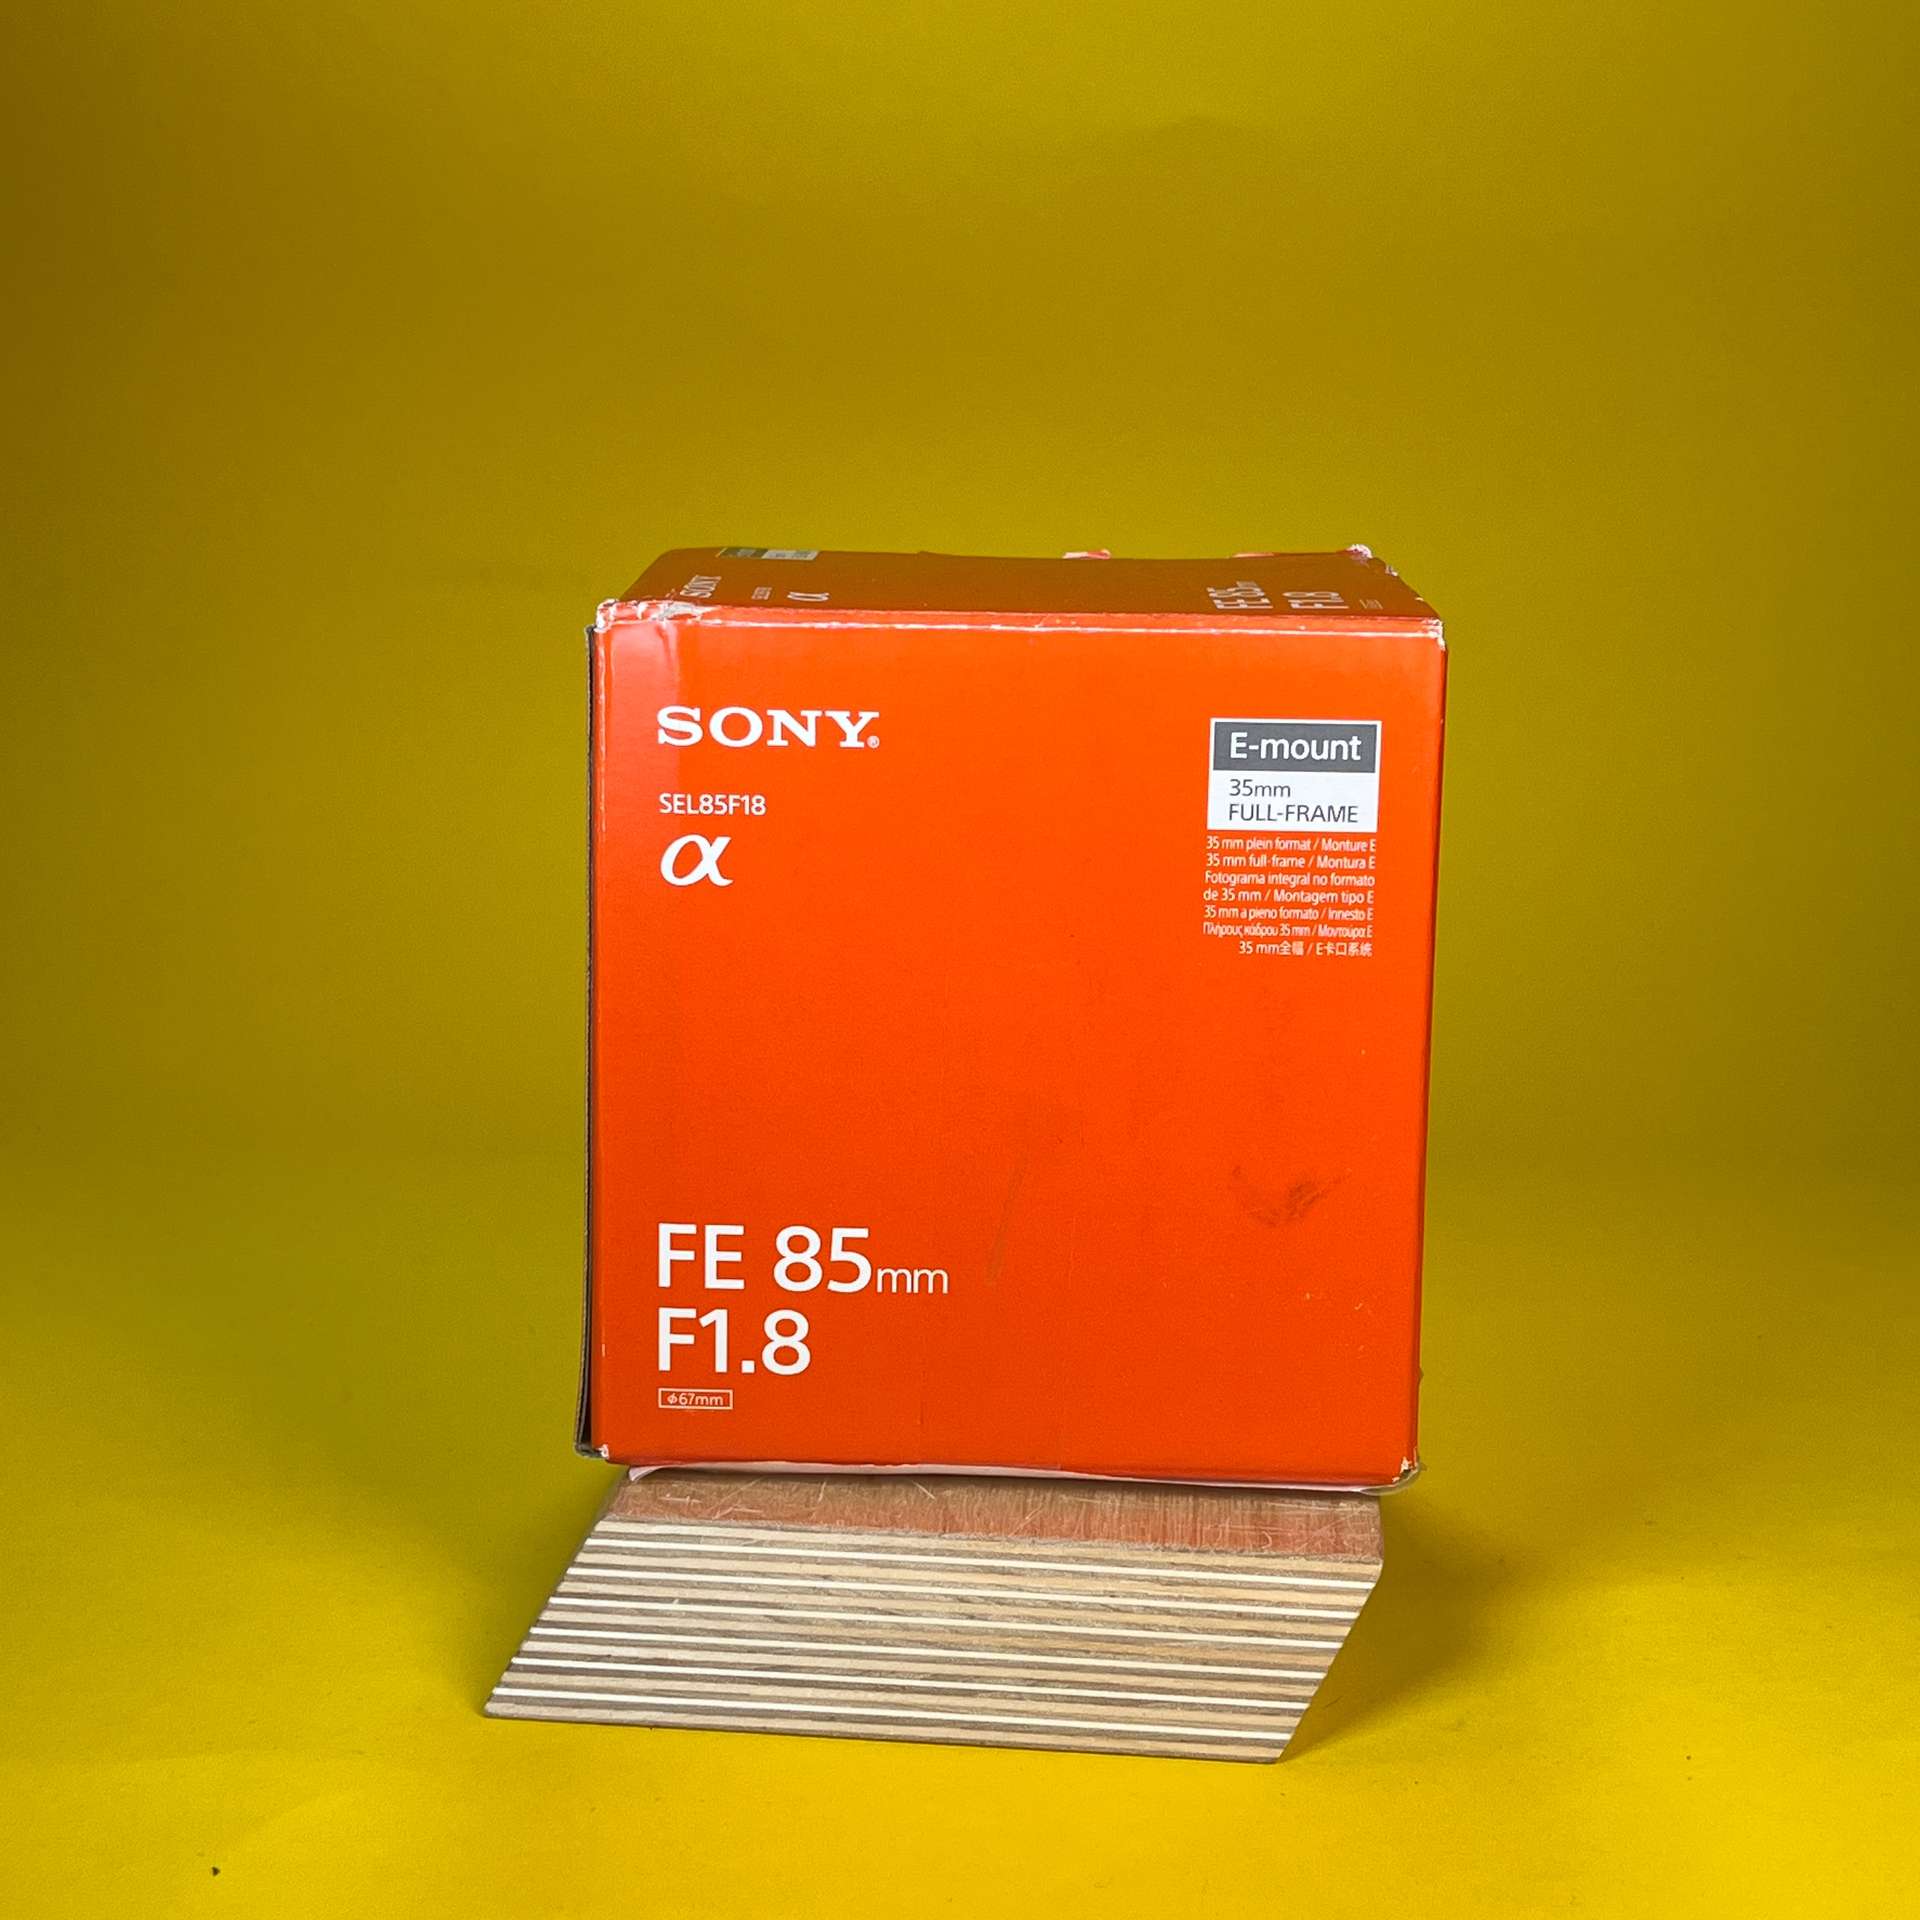 SONY
α
FE 85mm
F1.8
SONY®
SEL85F18
α
E-mount
35mm
FULL-FRAME
35 mm plein format / Monture E
35 mm full-frame / Montura E
Fotograma integral no formato
de 35 mm / Montagem tipo E
35 mm a pieno formato / Innesto E
Πλήρους κάδρου 35 mm / Μοντούρα E
35 mm全幅 / E卡口系统
FE 85mm
F1.8
ϕ67mm